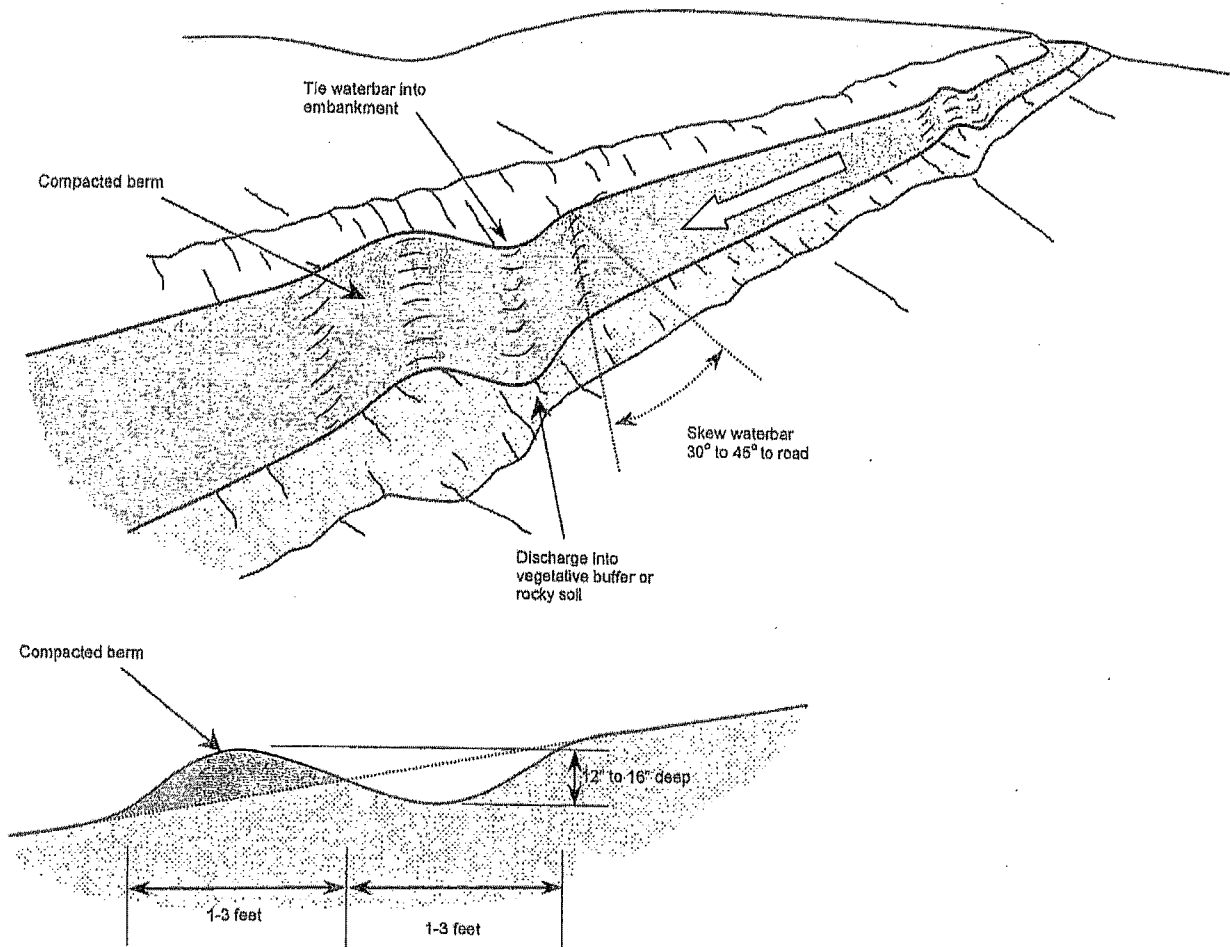 Tie waterbar into
embankment
Compacted berm
Skew waterbar
30° to 45° to road
Discharge into
vegetative buffer or
rocky soil
Compacted berm
12" to 16" deep
1-3 feet
1-3 feet